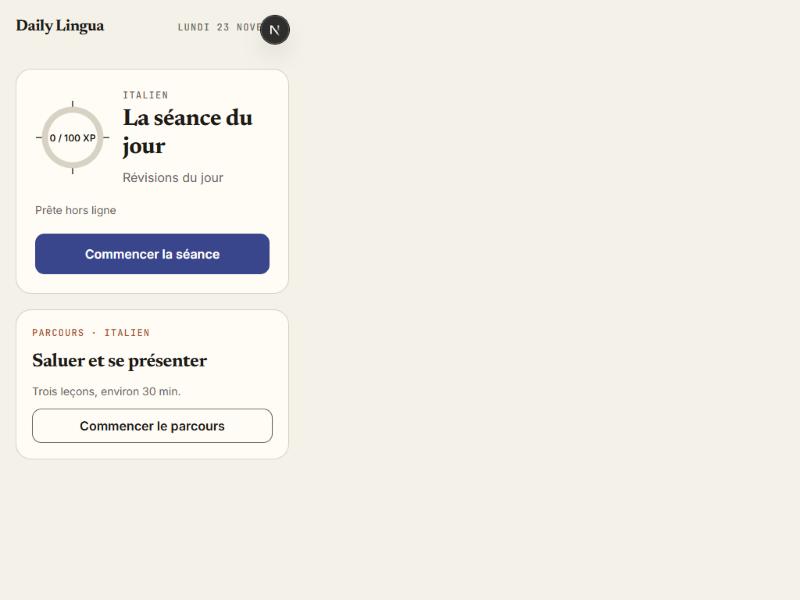 Daily Lingua
LUNDI 23
N
ITALIEN
La séance du
jour
0 / 100 XP
Révisions du jour
Prête hors ligne
Commencer la séance
PARCOURS · ITALIEN
Saluer et se présenter
Trois leçons, environ 30 min.
Commencer le parcours